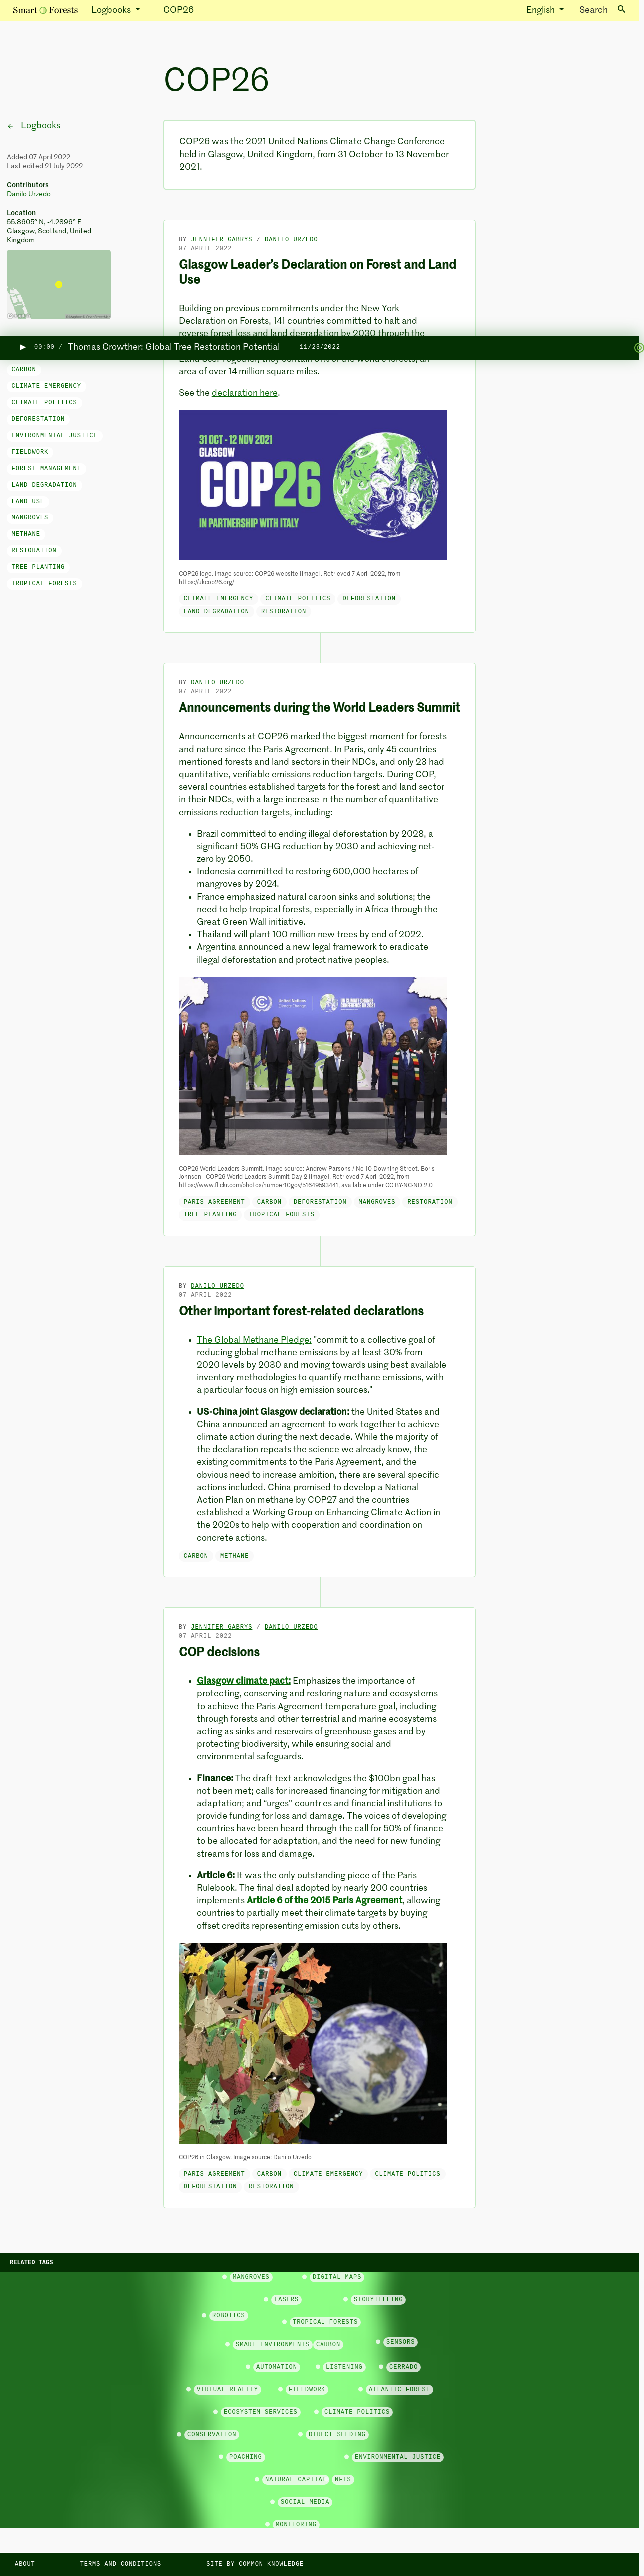 Smart Forests Logbooks COP26 English Search
COP26
← Logbooks
Added 07 April 2022
Last edited 21 July 2022
Contributors
Danilo Urzedo
Location
55.8605° N, -4.2896° E
Glasgow, Scotland, United
Kingdom
COP26 was the 2021 United Nations Climate Change Conference
held in Glasgow, United Kingdom, from 31 October to 13 November
2021.
BY JENNIFER GABRYS / DANILO URZEDO
07 APRIL 2022
Glasgow Leader's Declaration on Forest and Land
Use
Building on previous commitments under the New York
Declaration on Forests, 141 countries committed to halt and
reverse forest loss and land degradation by 2030 through the
00:00 / Thomas Crowther: Global Tree Restoration Potential 11/23/2022
area of over 14 million square miles.
See the declaration here.
CARBON
CLIMATE EMERGENCY
CLIMATE POLITICS
DEFORESTATION
ENVIRONMENTAL JUSTICE
FIELDWORK
FOREST MANAGEMENT
LAND DEGRADATION
LAND USE
MANGROVES
METHANE
RESTORATION
TREE PLANTING
TROPICAL FORESTS
31 OCT - 12 NOV 2021
GLASGOW
COP26
IN PARTNERSHIP WITH ITALY
COP26 logo. Image source: COP26 website [image]. Retrieved 7 April 2022, from
https://ukcop26.org/
CLIMATE EMERGENCY CLIMATE POLITICS DEFORESTATION
LAND DEGRADATION RESTORATION
BY DANILO URZEDO
07 APRIL 2022
Announcements during the World Leaders Summit
Announcements at COP26 marked the biggest moment for forests
and nature since the Paris Agreement. In Paris, only 45 countries
mentioned forests and land sectors in their NDCs, and only 23 had
quantitative, verifiable emissions reduction targets. During COP,
several countries established targets for the forest and land sector
in their NDCs, with a large increase in the number of quantitative
emissions reduction targets, including:
• Brazil committed to ending illegal deforestation by 2028, a
significant 50% GHG reduction by 2030 and achieving net-
zero by 2050.
• Indonesia committed to restoring 600,000 hectares of
mangroves by 2024.
• France emphasized natural carbon sinks and solutions; the
need to help tropical forests, especially in Africa through the
Great Green Wall initiative.
• Thailand will plant 100 million new trees by end of 2022.
• Argentina announced a new legal framework to eradicate
illegal deforestation and protect native peoples.
United Nations
Climate Change
COP26 World Leaders Summit. Image source: Andrew Parsons / No 10 Downing Street. Boris
Johnson - COP26 World Leaders Summit Day 2 [image]. Retrieved 7 April 2022, from
https://www.flickr.com/photos/number10gov/51649593441, available under CC BY-NC-ND 2.0
PARIS AGREEMENT CARBON DEFORESTATION MANGROVES RESTORATION
TREE PLANTING TROPICAL FORESTS
BY DANILO URZEDO
07 APRIL 2022
Other important forest-related declarations
• The Global Methane Pledge: "commit to a collective goal of
reducing global methane emissions by at least 30% from
2020 levels by 2030 and moving towards using best available
inventory methodologies to quantify methane emissions, with
a particular focus on high emission sources."
• US-China joint Glasgow declaration: the United States and
China announced an agreement to work together to achieve
climate action during the next decade. While the majority of
the declaration repeats the science we already know, the
existing commitments to the Paris Agreement, and the
obvious need to increase ambition, there are several specific
actions included. China promised to develop a National
Action Plan on methane by COP27 and the countries
established a Working Group on Enhancing Climate Action in
the 2020s to help with cooperation and coordination on
concrete actions.
CARBON METHANE
BY JENNIFER GABRYS / DANILO URZEDO
07 APRIL 2022
COP decisions
• Glasgow climate pact: Emphasizes the importance of
protecting, conserving and restoring nature and ecosystems
to achieve the Paris Agreement temperature goal, including
through forests and other terrestrial and marine ecosystems
acting as sinks and reservoirs of greenhouse gases and by
protecting biodiversity, while ensuring social and
environmental safeguards.
• Finance: The draft text acknowledges the $100bn goal has
not been met; calls for increased financing for mitigation and
adaptation; and “urges” countries and financial institutions to
provide funding for loss and damage. The voices of developing
countries have been heard through the call for 50% of finance
to be allocated for adaptation, and the need for new funding
streams for loss and damage.
• Article 6: It was the only outstanding piece of the Paris
Rulebook. The final deal adopted by nearly 200 countries
implements Article 6 of the 2015 Paris Agreement, allowing
countries to partially meet their climate targets by buying
offset credits representing emission cuts by others.
COP26 in Glasgow. Image source: Danilo Urzedo
PARIS AGREEMENT CARBON CLIMATE EMERGENCY CLIMATE POLITICS
DEFORESTATION RESTORATION
RELATED TAGS
MANGROVES DIGITAL MAPS
LASERS STORYTELLING
ROBOTICS
TROPICAL FORESTS
SMART ENVIRONMENTS CARBON SENSORS
AUTOMATION LISTENING CERRADO
VIRTUAL REALITY FIELDWORK ATLANTIC FOREST
ECOSYSTEM SERVICES CLIMATE POLITICS
CONSERVATION DIRECT SEEDING
POACHING ENVIRONMENTAL JUSTICE
NATURAL CAPITAL NFTS
SOCIAL MEDIA
MONITORING
ABOUT TERMS AND CONDITIONS SITE BY COMMON KNOWLEDGE